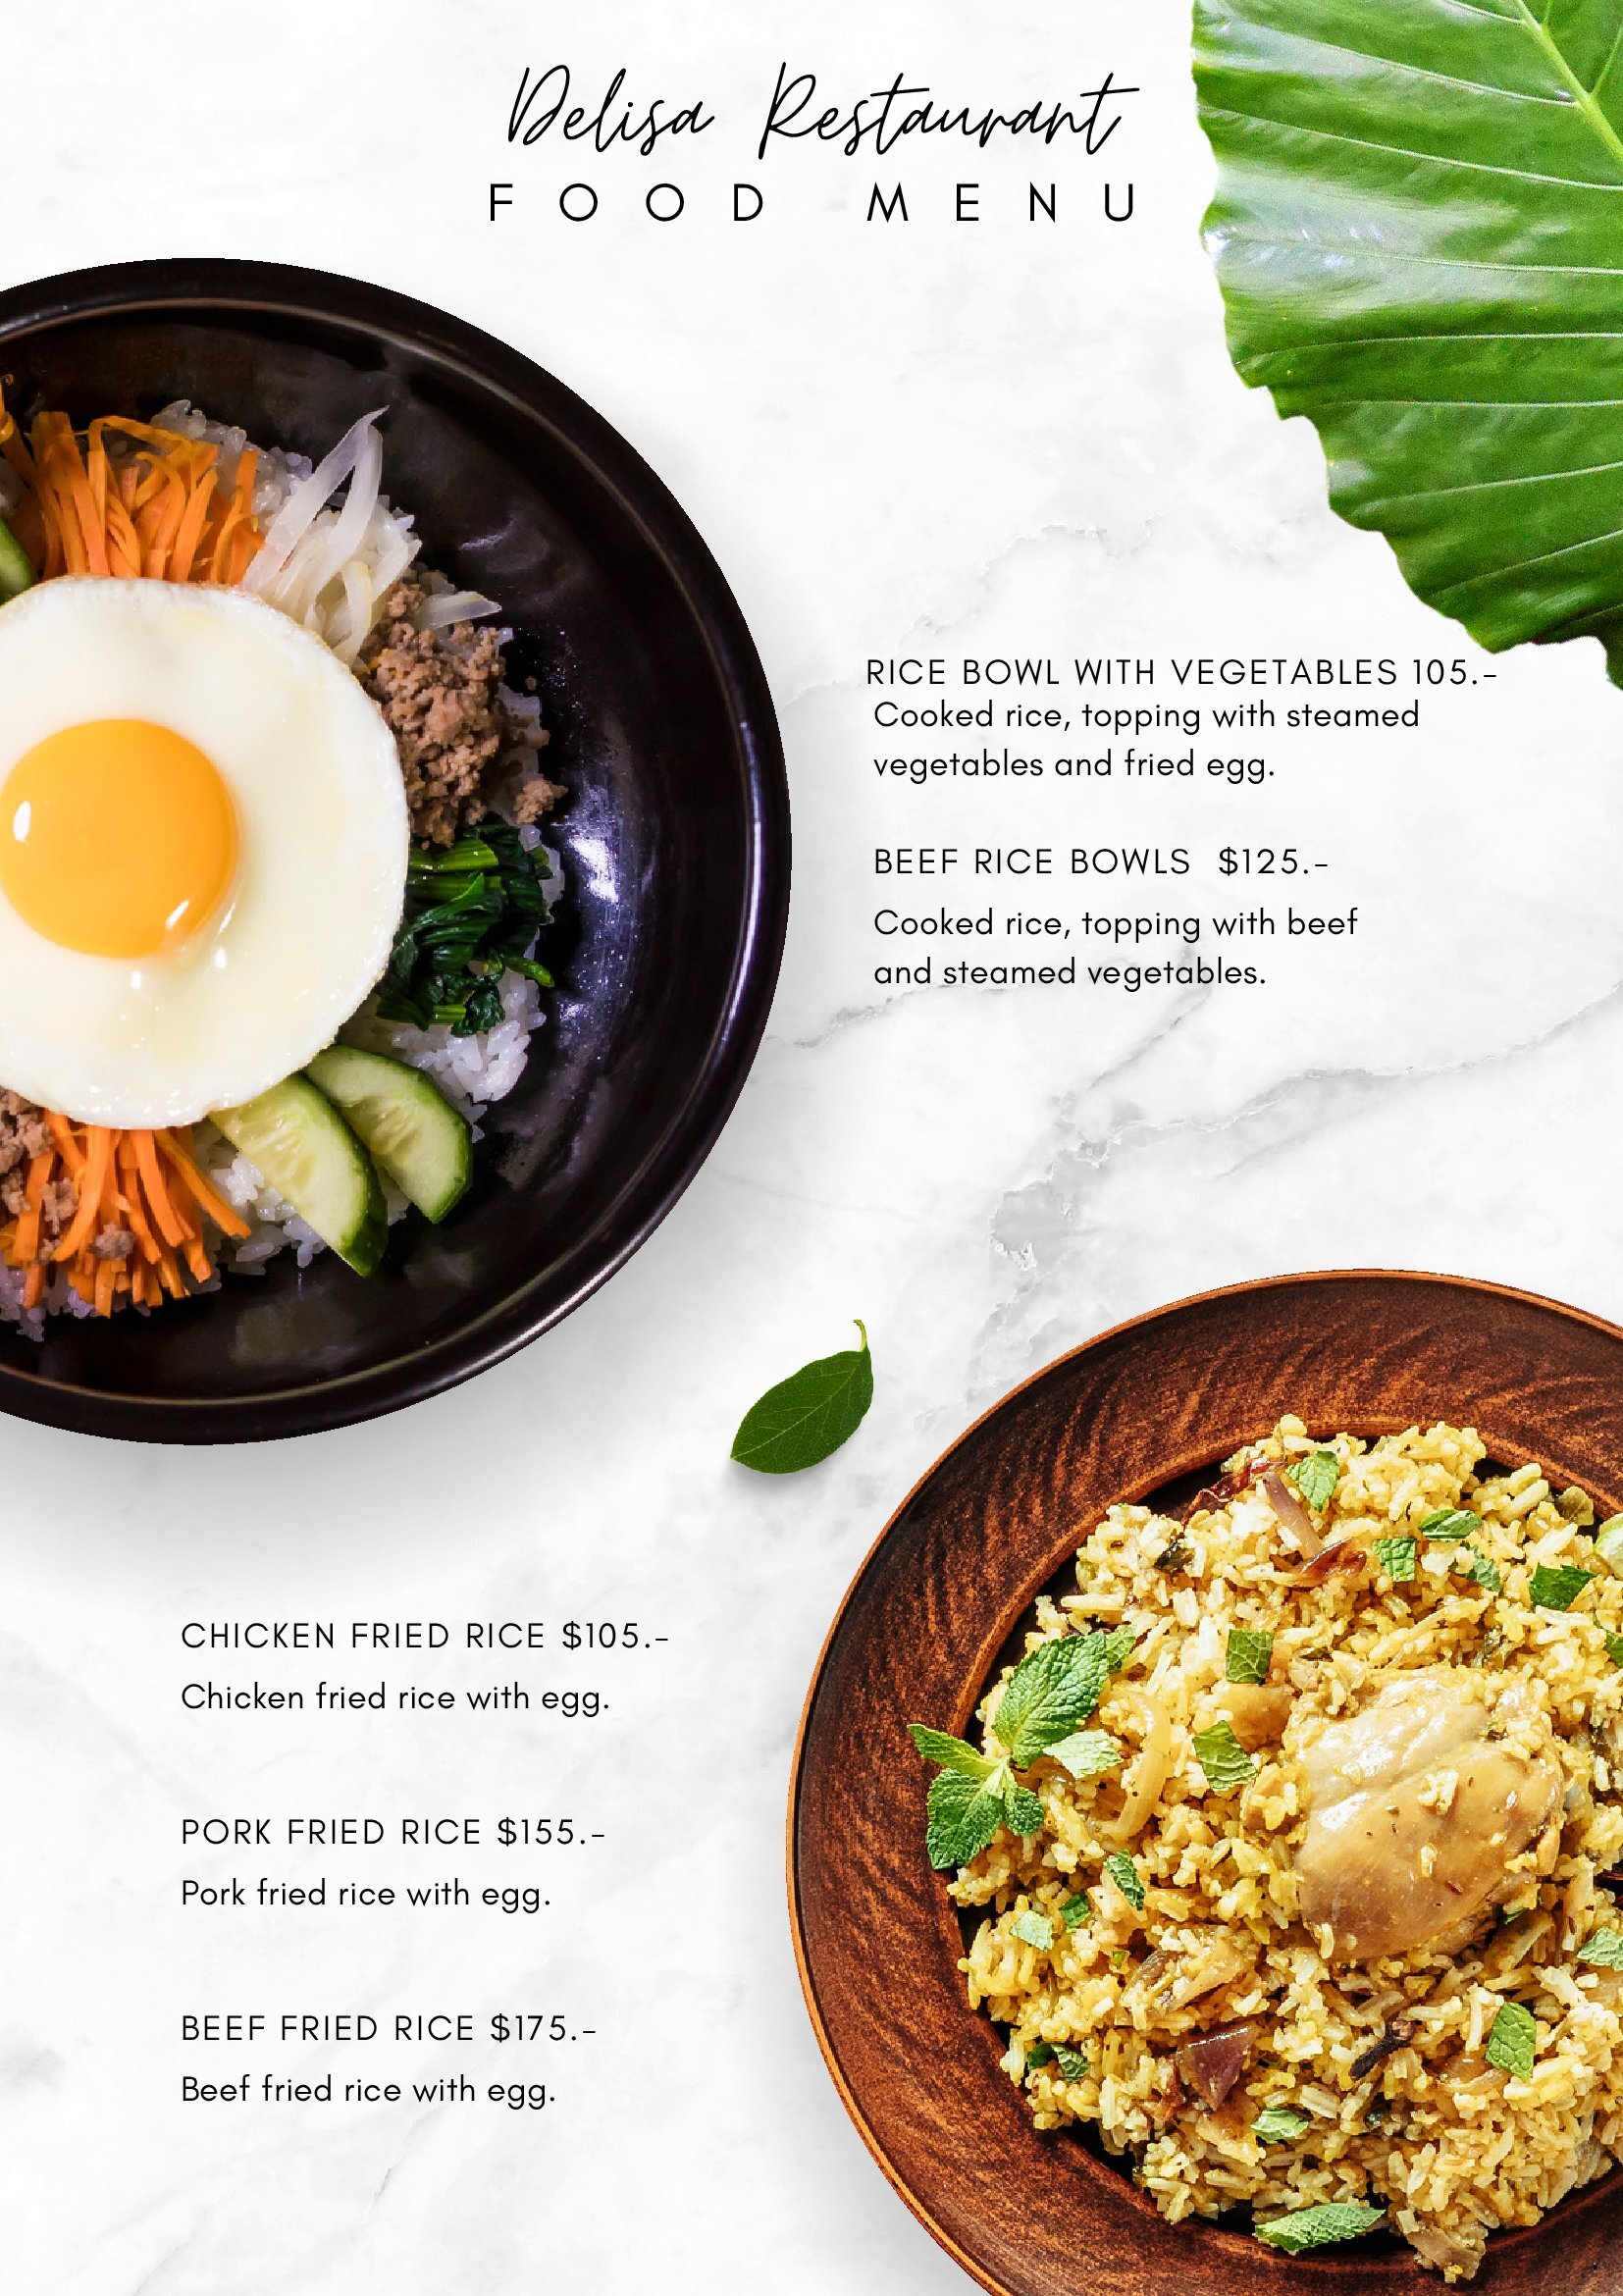 Delisa Restaurant
FOOD MENU
RICE BOWL WITH VEGETABLES 105.-
Cooked rice, topping with steamed
vegetables and fried egg.
BEEF RICE BOWLS $125.-
Cooked rice, topping with beef
and steamed vegetables.
CHICKEN FRIED RICE $105.-
Chicken fried rice with egg.
PORK FRIED RICE $155.-
Pork fried rice with egg.
BEEF FRIED RICE $175.-
Beef fried rice with egg.